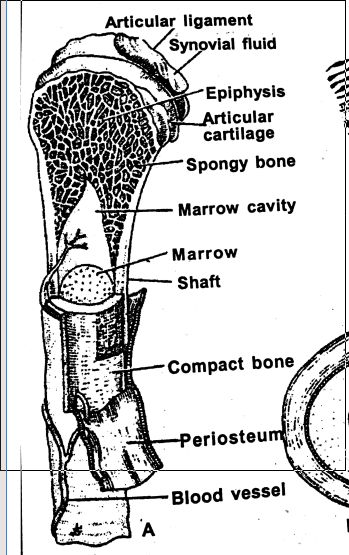 Articular ligament
Synovial fluid
Epiphysis
Articular
cartilage
Spongy bone
Marrow cavity
Marrow
Shaft
Compact bone
Periosteum
Blood vessel
A